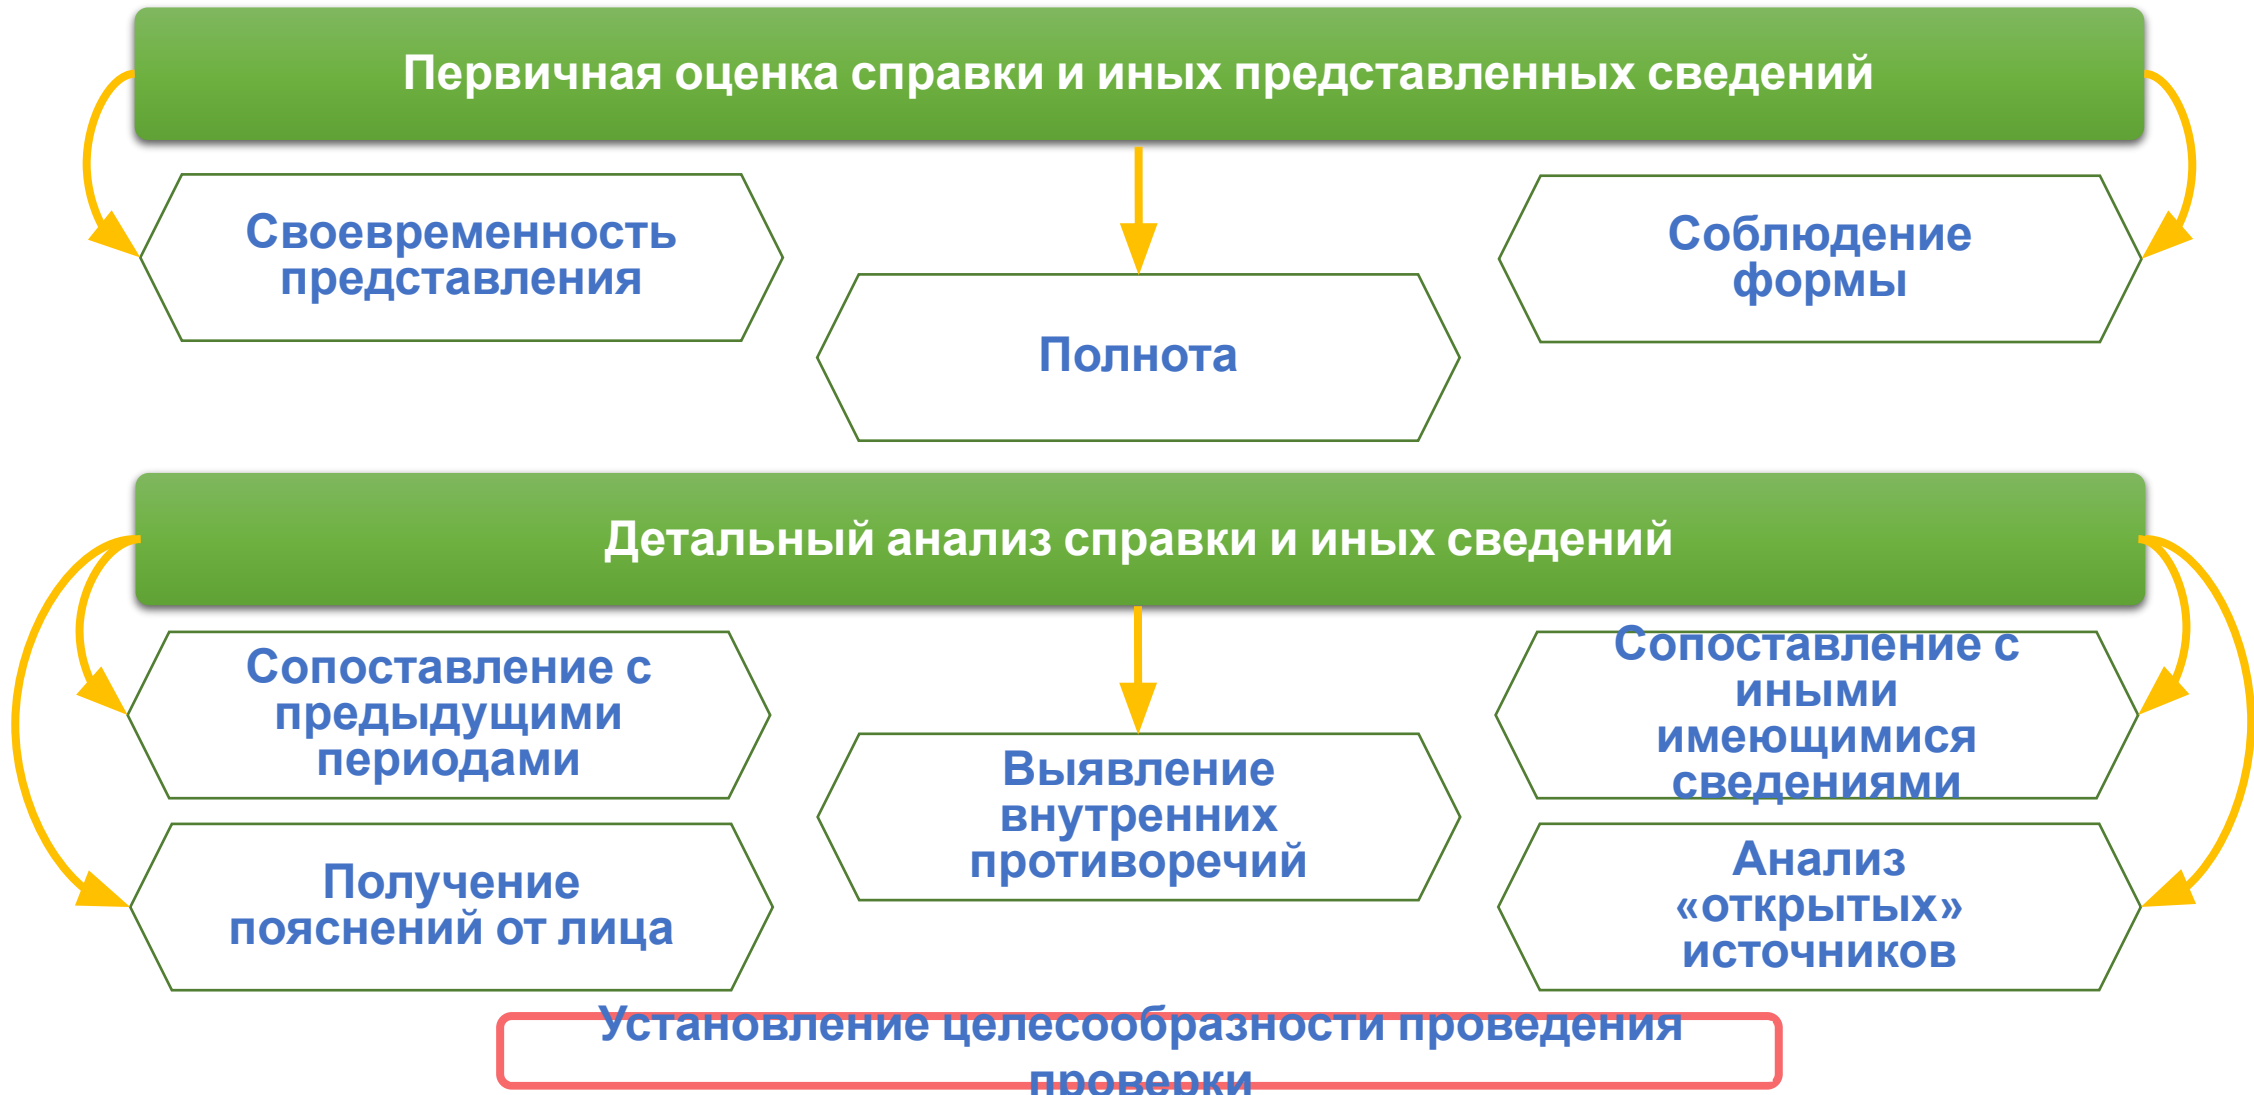 Первичная оценка справки и иных представленных сведений
Своевременность
представления
Полнота
Соблюдение
формы
Детальный анализ справки и иных сведений
Сопоставление с
предыдущими
периодами
Выявление
внутренних
противоречий
Сопоставление с
иными
имеющимися
сведениями
Получение
пояснений от лица
Анализ
«открытых»
источников
Установление целесообразности проведения
проверки